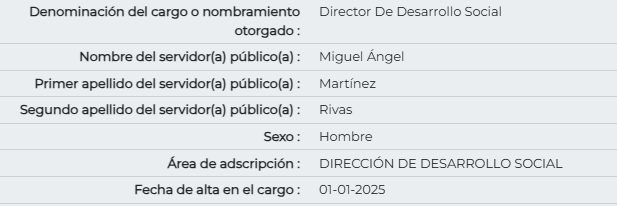 Denominación del cargo o nombramiento Director De Desarrollo Social
otorgado :
Nombre del servidor(a) público(a) : Miguel Ángel
Primer apellido del servidor(a) público(a) : Martínez
Segundo apellido del servidor(a) público(a) : Rivas
Sexo : Hombre
Área de adscripción : DIRECCIÓN DE DESARROLLO SOCIAL
Fecha de alta en el cargo : 01-01-2025